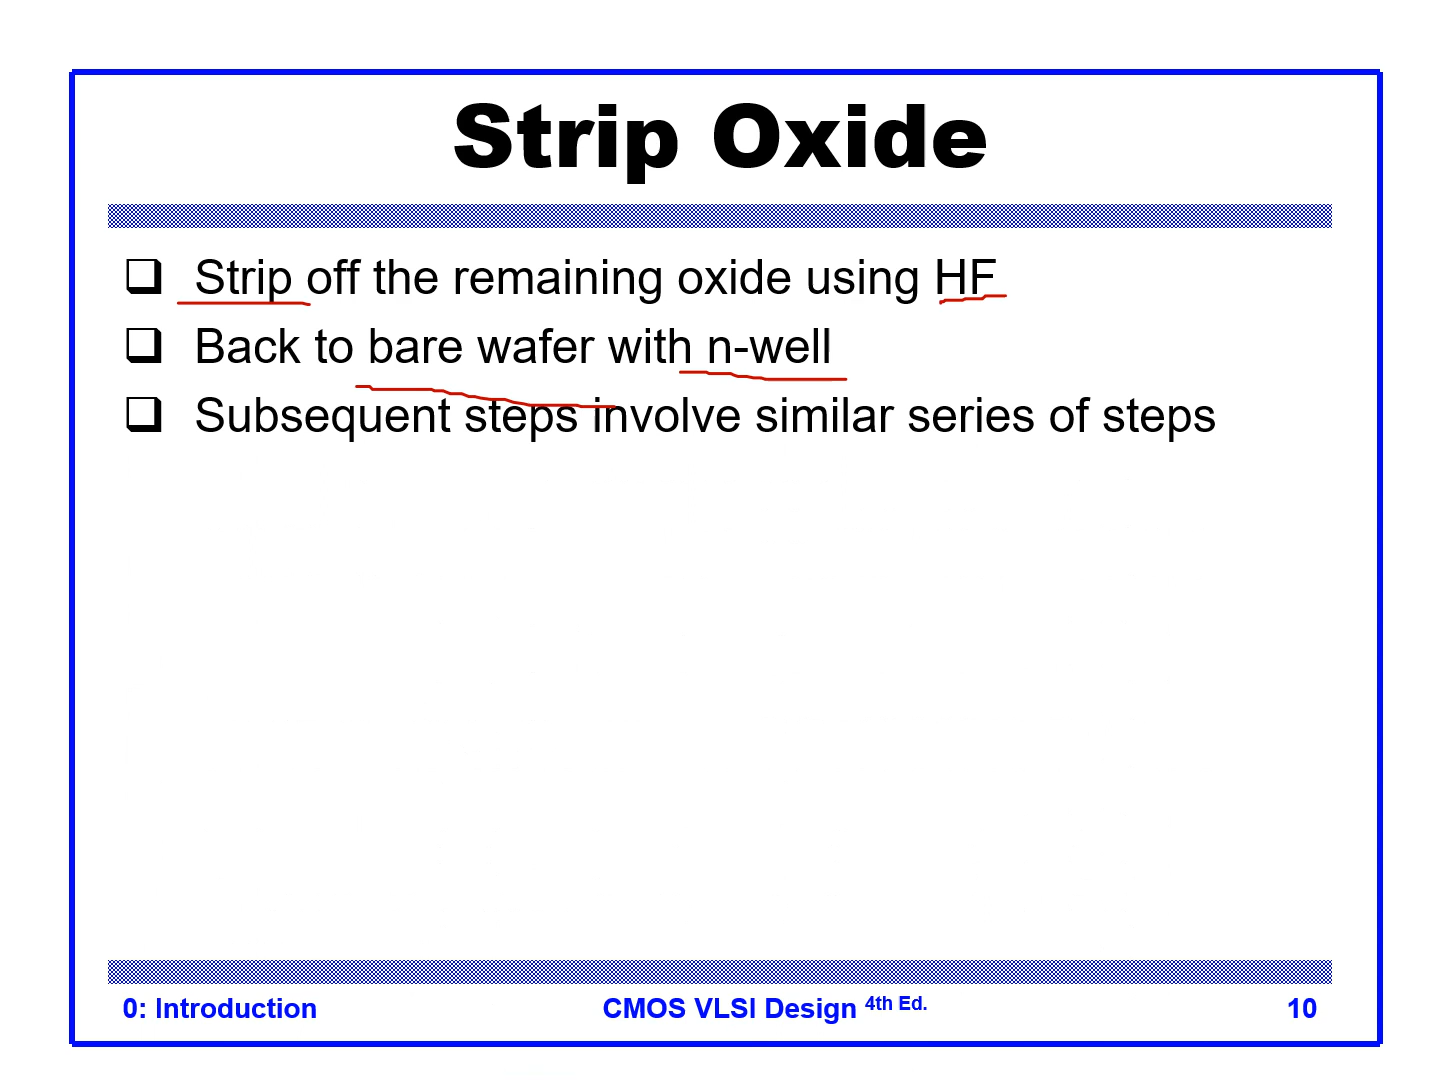 Strip Oxide
❑ Strip off the remaining oxide using HF
❑ Back to bare wafer with n-well
❑ Subsequent steps involve similar series of steps
0: Introduction
CMOS VLSI Design 4th Ed.
10